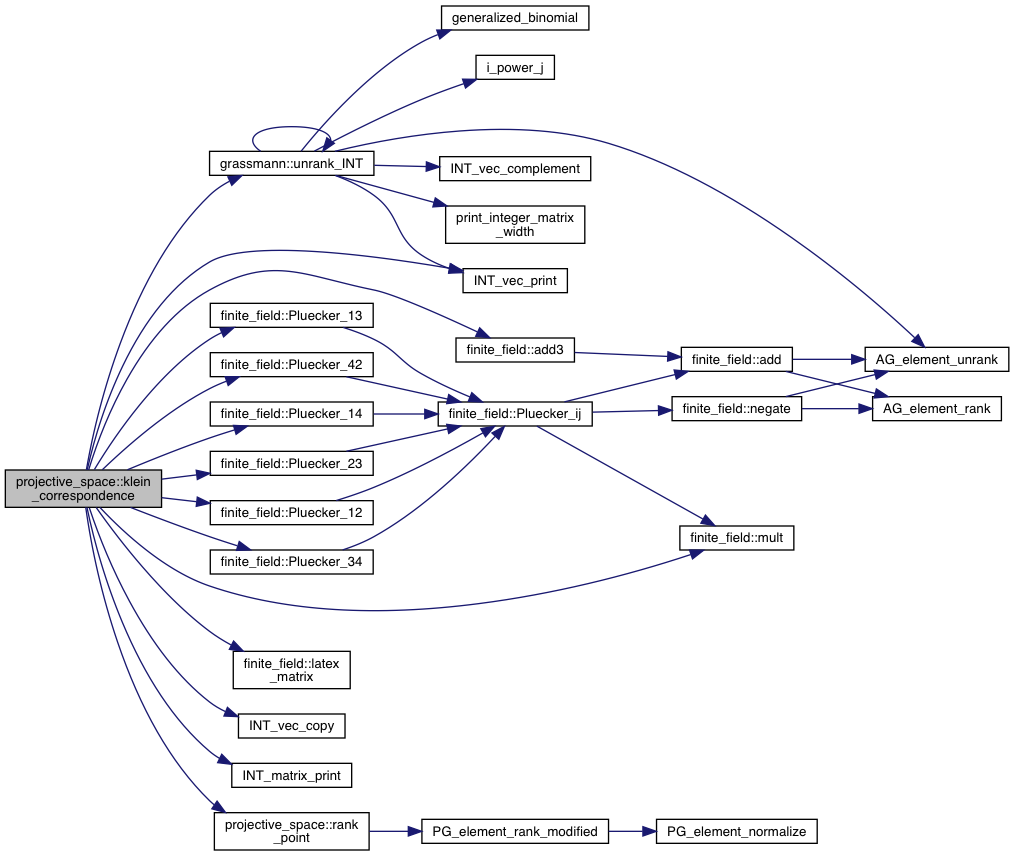 generalized_binomial
i_power_j
grassmann::unrank_INT
INT_vec_complement
print_integer_matrix
_width
INT_vec_print
finite_field::Pluecker_13
finite_field::add3
finite_field::add
AG_element_unrank
finite_field::Pluecker_42
finite_field::Pluecker_14
finite_field::Pluecker_ij
finite_field::negate
AG_element_rank
finite_field::Pluecker_23
projective_space::klein
_correspondence
finite_field::Pluecker_12
finite_field::mult
finite_field::Pluecker_34
finite_field::latex
_matrix
INT_vec_copy
INT_matrix_print
projective_space::rank
_point
PG_element_rank_modified
PG_element_normalize